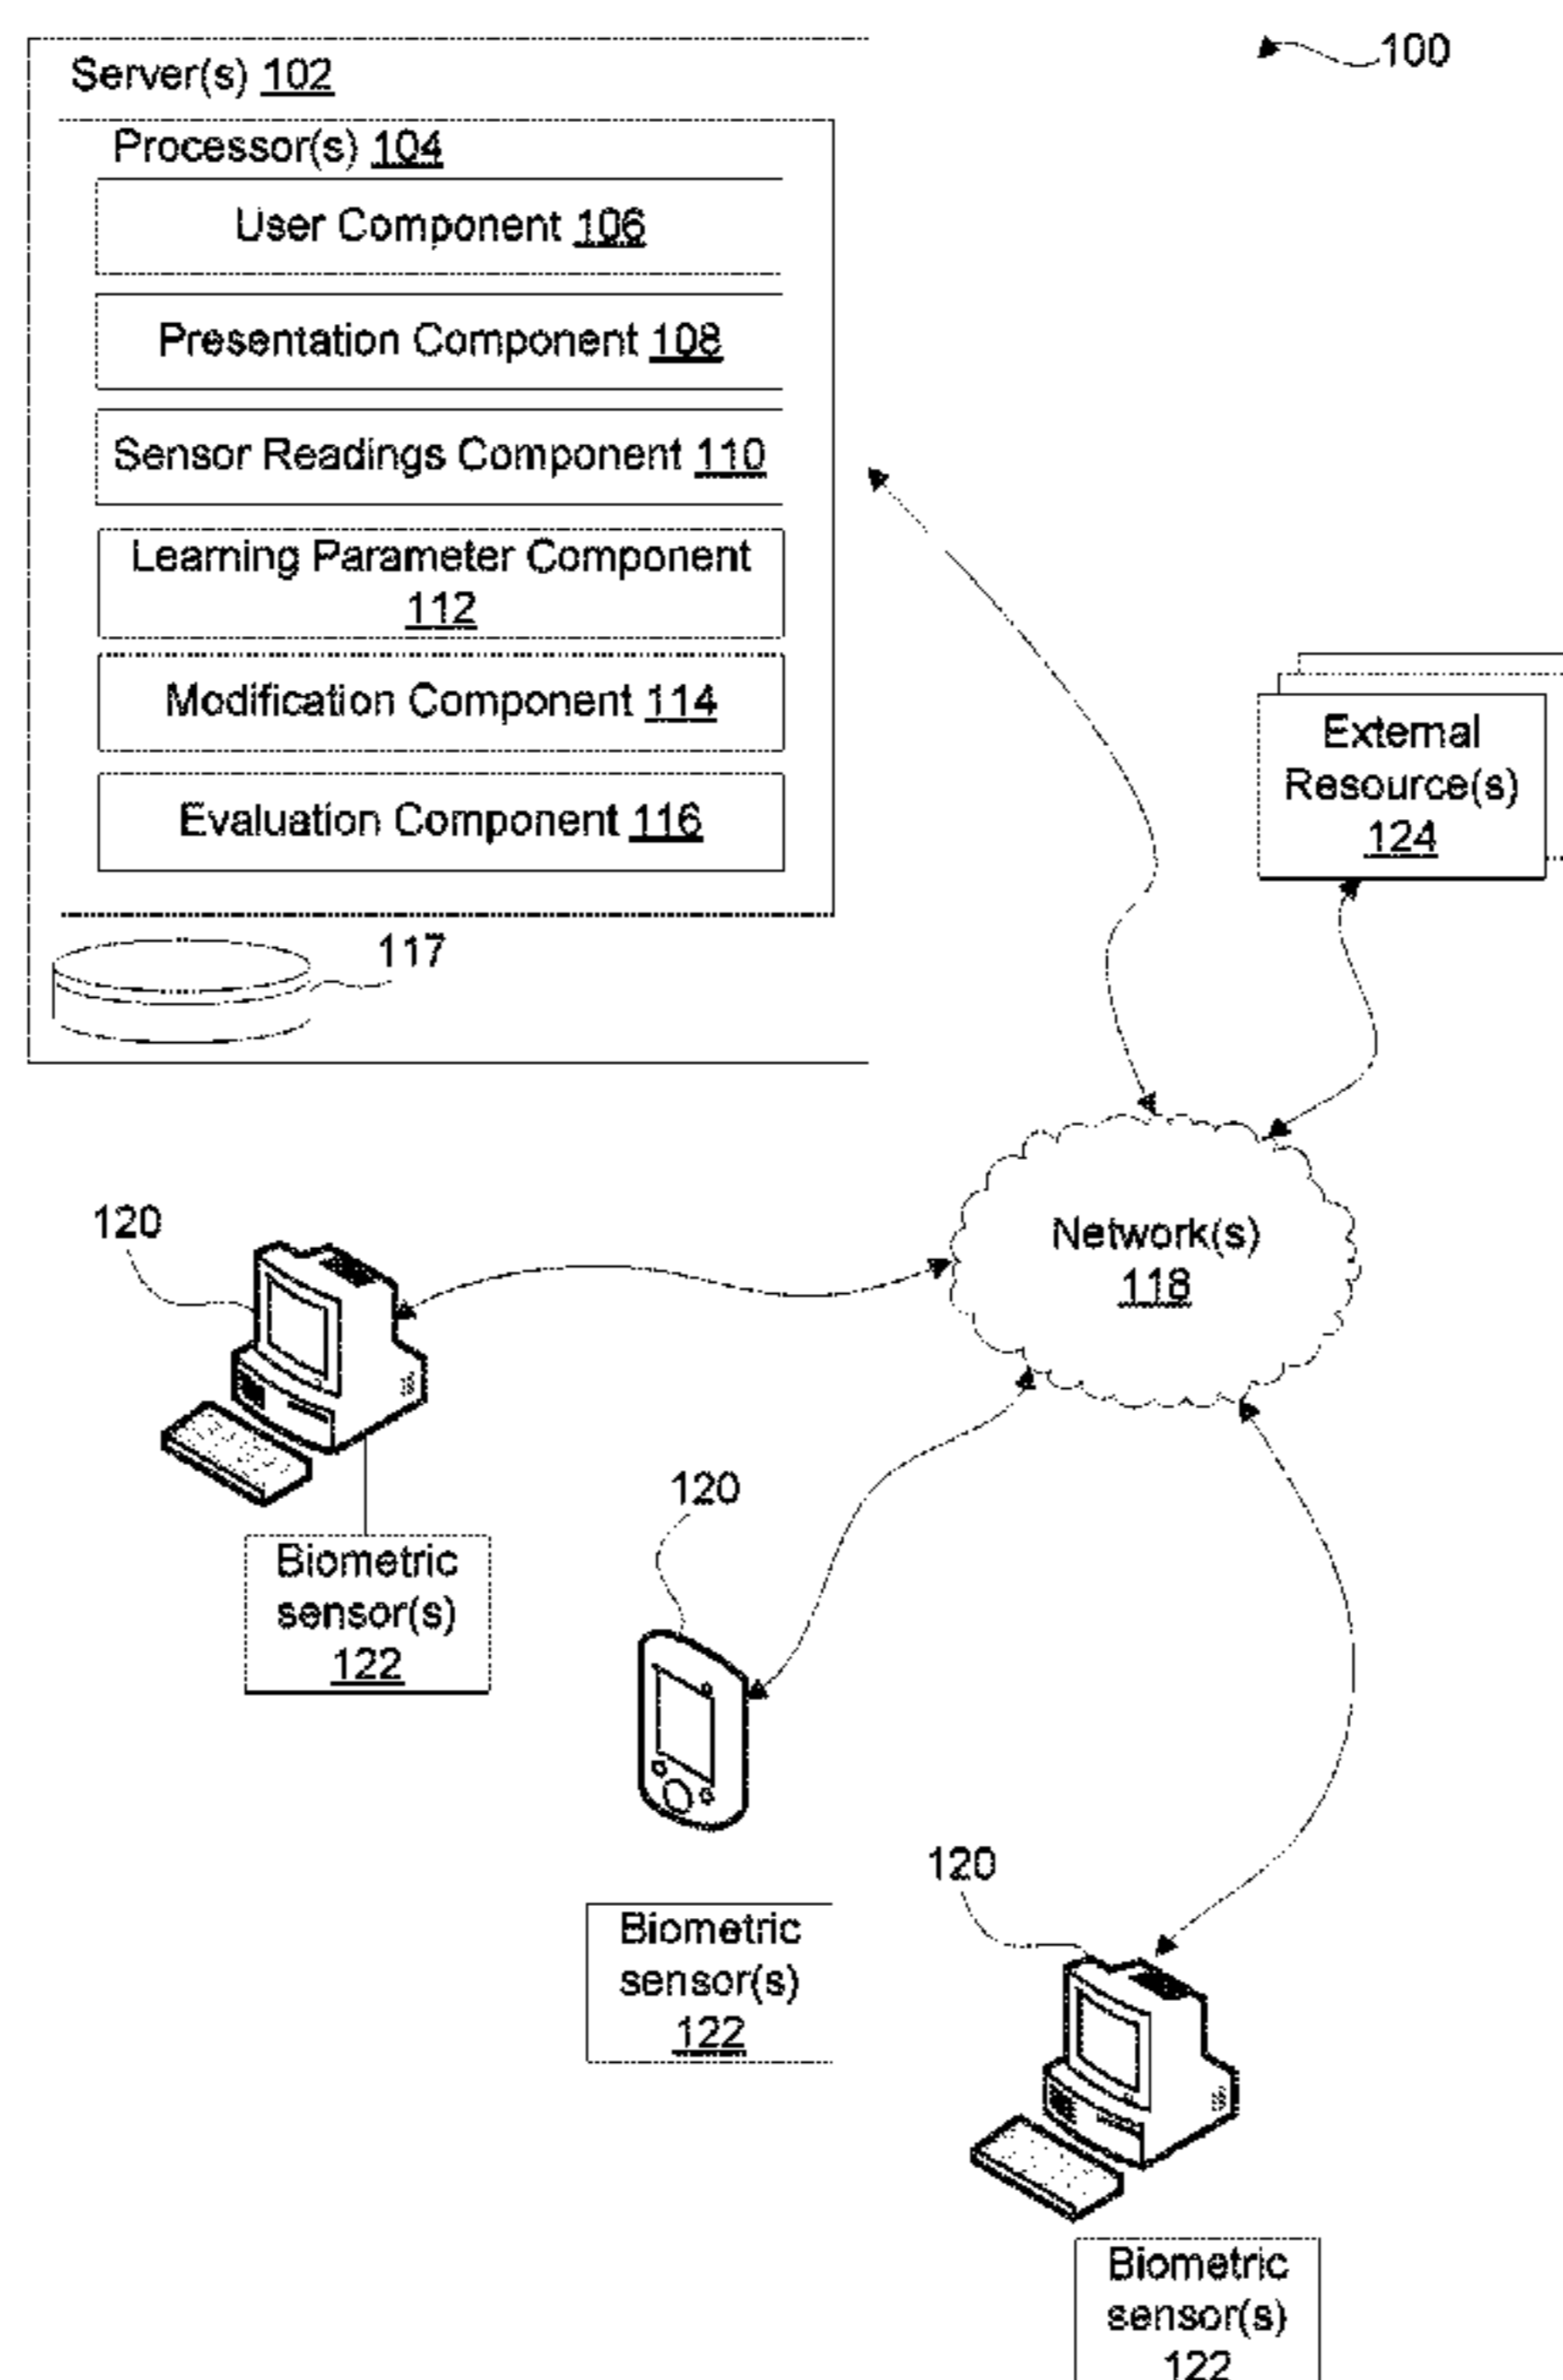 100
Server(s) 102
Processor(s) 104
User Component 106
Presentation Component 108
Sensor Readings Component 110
Learning Parameter Component
112
Modification Component 114
Evaluation Component 116
117
External
Resource(s)
124
Network(s)
118
120
Biometric
sensor(s)
122
120
Biometric
sensor(s)
122
120
Biometric
sensor(s)
122